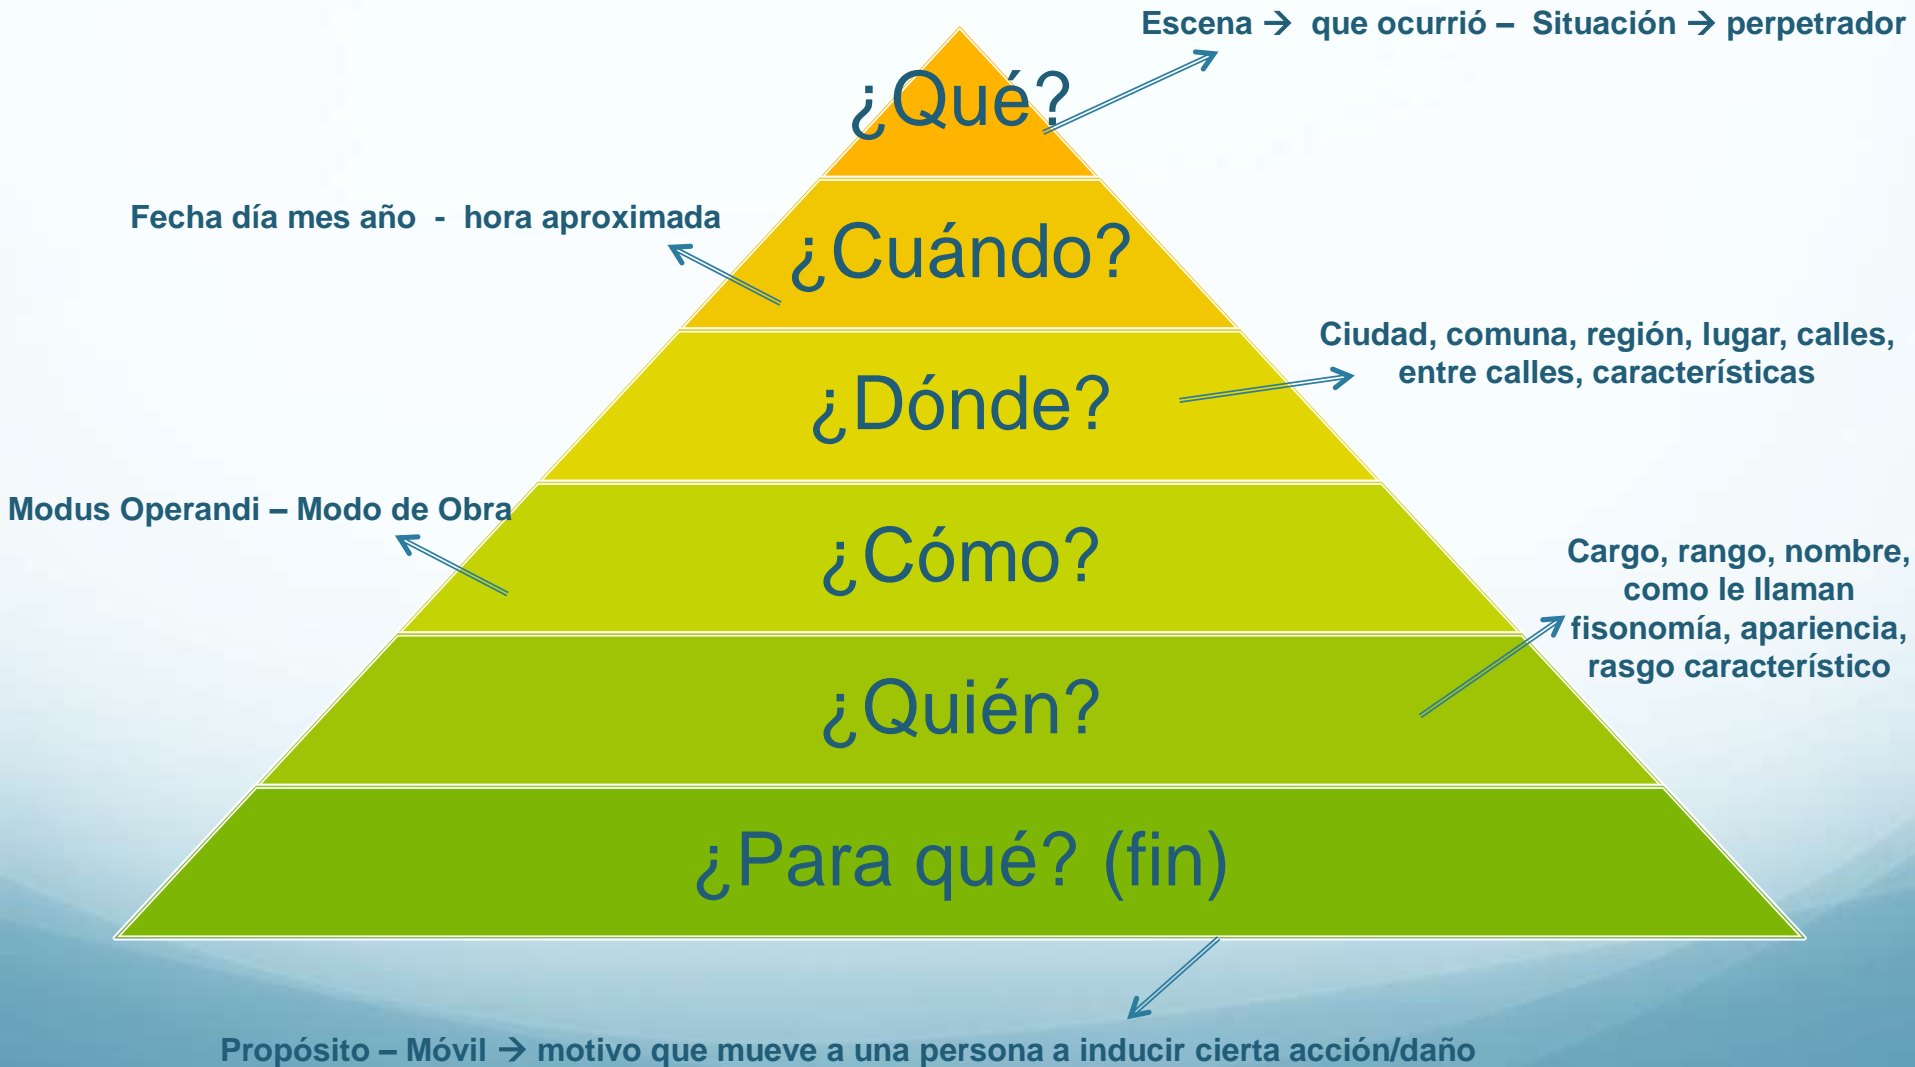 Escena → que ocurrió – Situación → perpetrador
¿Qué?
Fecha día mes año - hora aproximada
¿Cuándo?
Ciudad, comuna, región, lugar, calles,
entre calles, características
¿Dónde?
Modus Operandi – Modo de Obra
¿Cómo?
Cargo, rango, nombre,
como le llaman
fisonomía, apariencia,
rasgo característico
¿Quién?
¿Para qué? (fin)
Propósito – Móvil → motivo que mueve a una persona a inducir cierta acción/daño